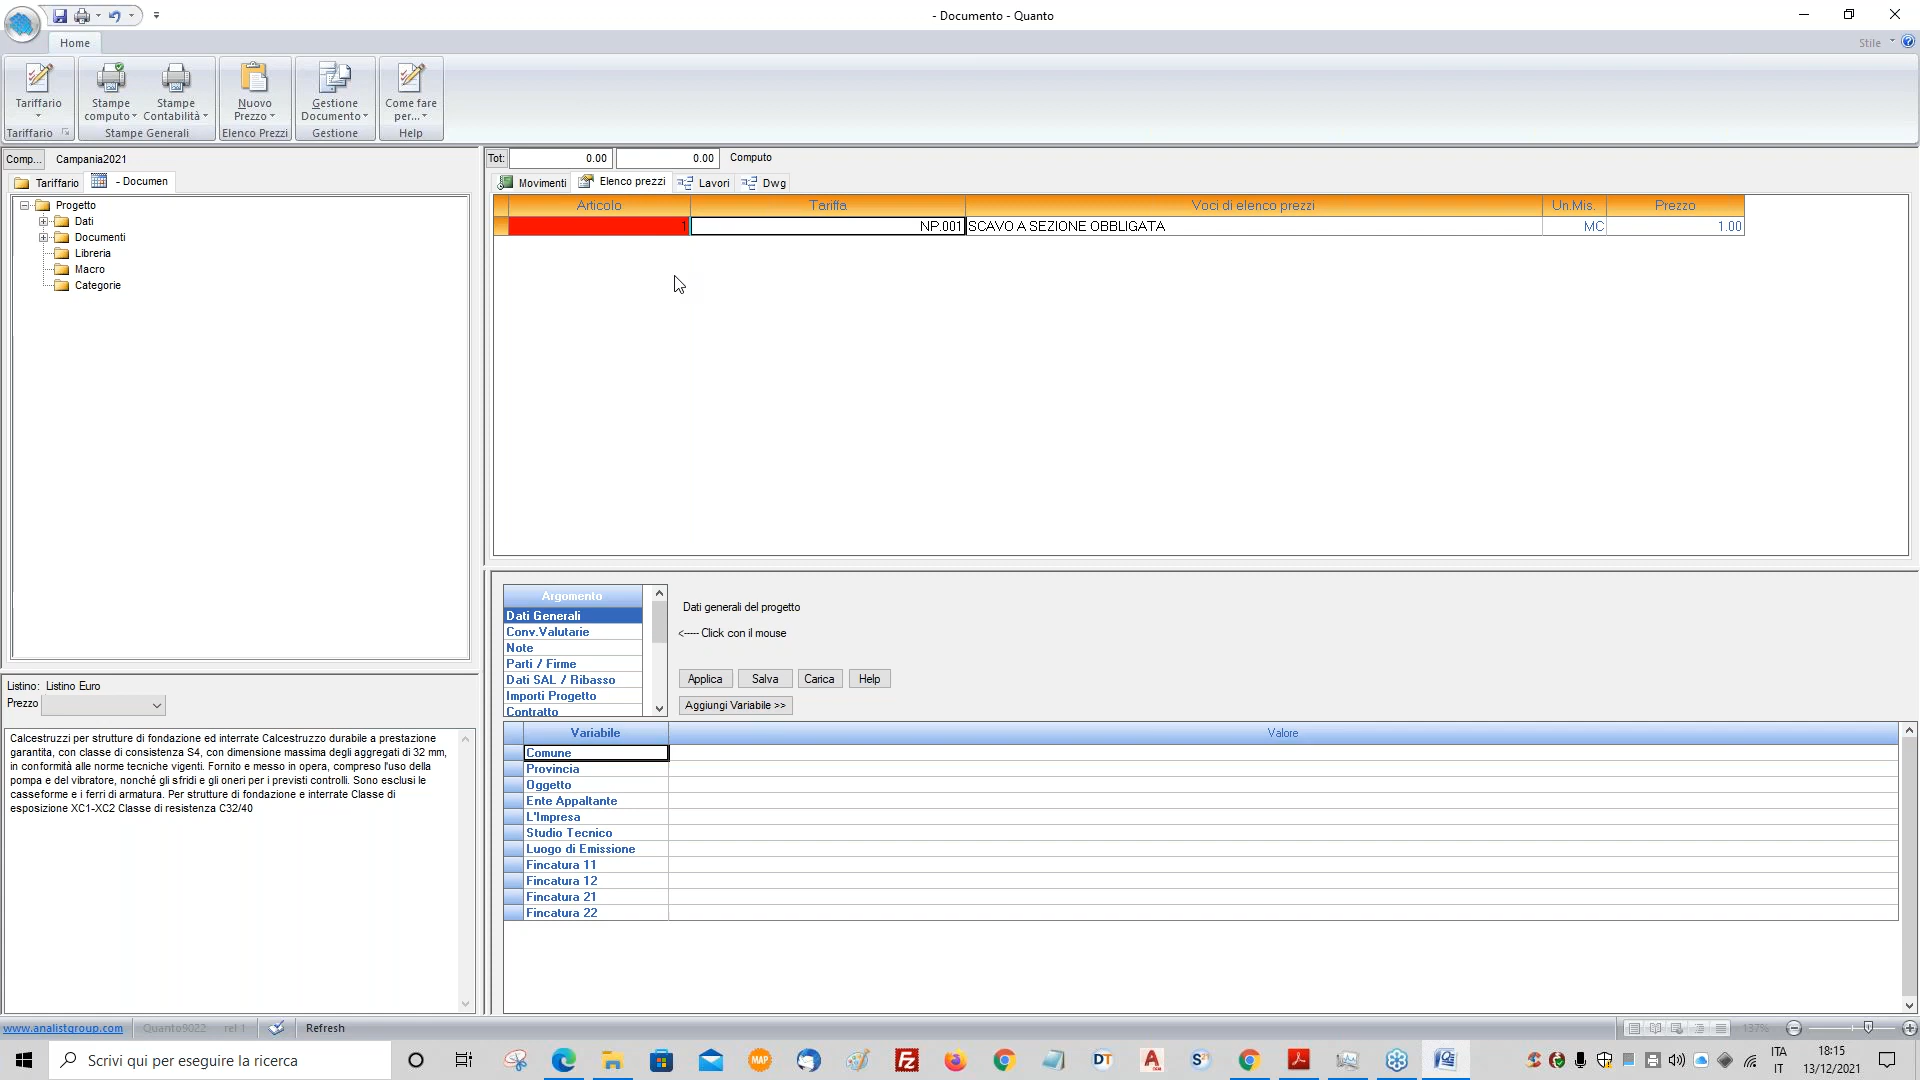 - Documento - Quanto
Home
Stile
Tariffario
Stampe computo
Stampe Contabilità
Nuovo Prezzo
Gestione Documento
Come fare per...
Tariffario
Stampe Generali
Elenco Prezzi
Gestione
Help
Comp... Campania2021
Tariffario - Documen
Progetto
Dati
Documenti
Libreria
Macro
Categorie
Tot: 0.00 0.00 Computo
Movimenti Elenco prezzi Lavori Dwg
Articolo Tariffa Voci di elenco prezzi Un.Mis. Prezzo
1 NP.001 SCAVO A SEZIONE OBBLIGATA MC 1.00
Listino: Listino Euro
Prezzo
Calcestruzzi per strutture di fondazione ed interrate Calcestruzzo durabile a prestazione
garantita, con classe di consistenza S4, con dimensione massima degli aggregati di 32 mm,
in conformità alle norme tecniche vigenti. Fornito e messo in opera, compreso l'uso della
pompa e del vibratore, nonché gli sfridi e gli oneri per i previsti controlli. Sono esclusi le
casseforme e i ferri di armatura. Per strutture di fondazione e interrate Classe di
esposizione XC1-XC2 Classe di resistenza C32/40
Argomento
Dati Generali
Conv.Valutarie
Note
Parti / Firme
Dati SAL / Ribasso
Importi Progetto
Contratto
Dati generali del progetto
<----- Click con il mouse
Applica Salva Carica Help
Aggiungi Variabile >>
Variabile Valore
Comune
Provincia
Oggetto
Ente Appaltante
L'Impresa
Studio Tecnico
Luogo di Emissione
Fincatura 11
Fincatura 12
Fincatura 21
Fincatura 22
www.analistgroup.com Quanto9022 rel 1 Refresh 137%
Scrivi qui per eseguire la ricerca
MAP
DT
ITA
IT
18:15
13/12/2021